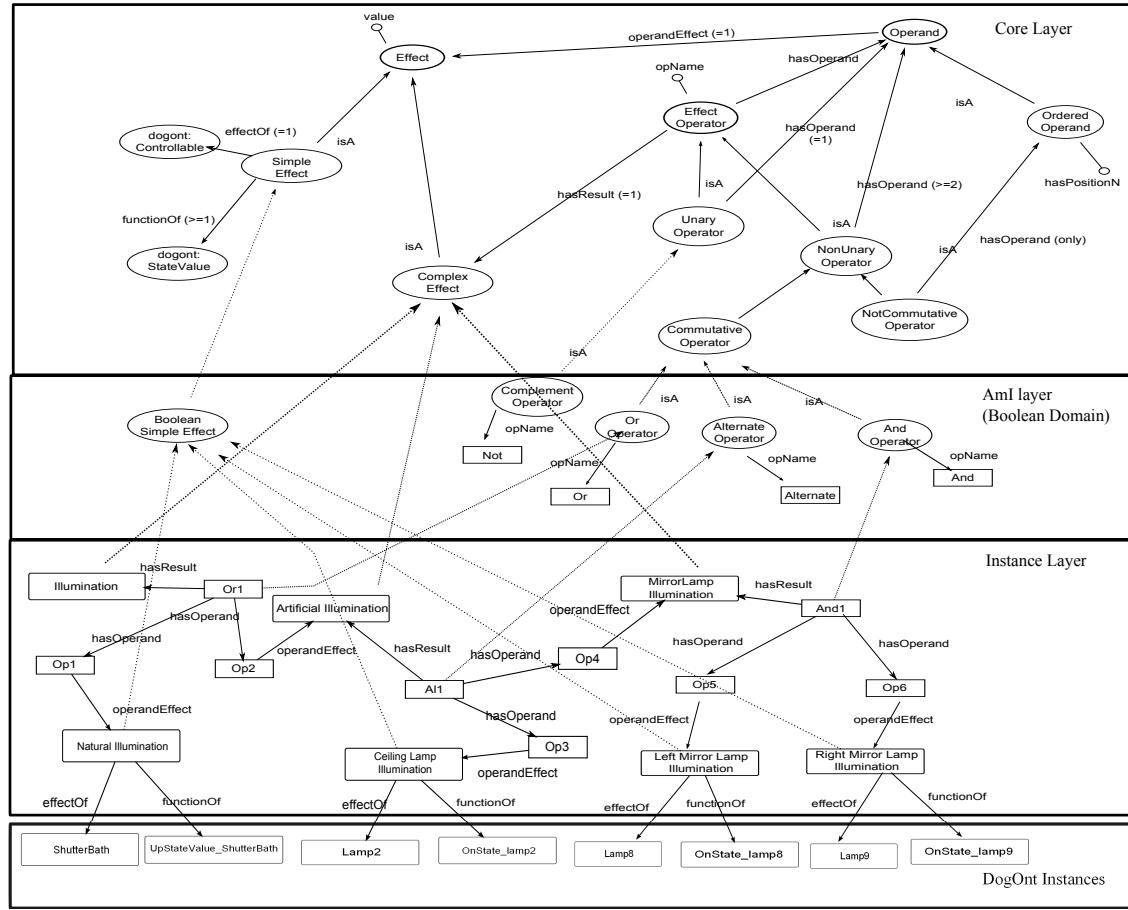 value
Effect
operandEffect (=1)
Operand
Core Layer
opName
hasOperand
Effect
Operator
isA
Ordered
Operand
dogont:
Controllable
effectOf (=1)
isA
hasOperand
(=1)
Simple
Effect
hasPositionN
isA
hasResult (=1)
hasOperand (>=2)
functionOf (>=1)
Unary
Operator
isA
isA
hasOperand (only)
isA
dogont:
StateValue
NonUnary
Operator
Complex
Effect
NotCommutative
Operator
Commutative
Operator
isA
AmI layer
(Boolean Domain)
Complement
Operator
isA
isA
isA
Boolean
Simple Effect
Or
Operator
Alternate
Operator
And
Operator
opName
Not
opName
opName
opName
Or
Alternate
And
Instance Layer
hasResult
Illumination
Or1
MirrorLamp
Illumination
hasResult
Artificial Illumination
And1
hasOperand
operandEffect
hasOperand
hasOperand
operandEffect
hasResult
hasOperand
Op4
Op1
Op2
Al1
Op5
Op6
operandEffect
hasOperand
operandEffect
operandEffect
Natural Illumination
Op3
Ceiling Lamp
Illumination
operandEffect
Left Mirror Lamp
Illumination
Right Mirror Lamp
Illumination
effectOf
functionOf
effectOf
functionOf
effectOf
functionOf
effectOf
functionOf
ShutterBath
UpStateValue_ShutterBath
Lamp2
OnState_lamp2
Lamp8
OnState_lamp8
Lamp9
OnState_lamp9
DogOnt Instances